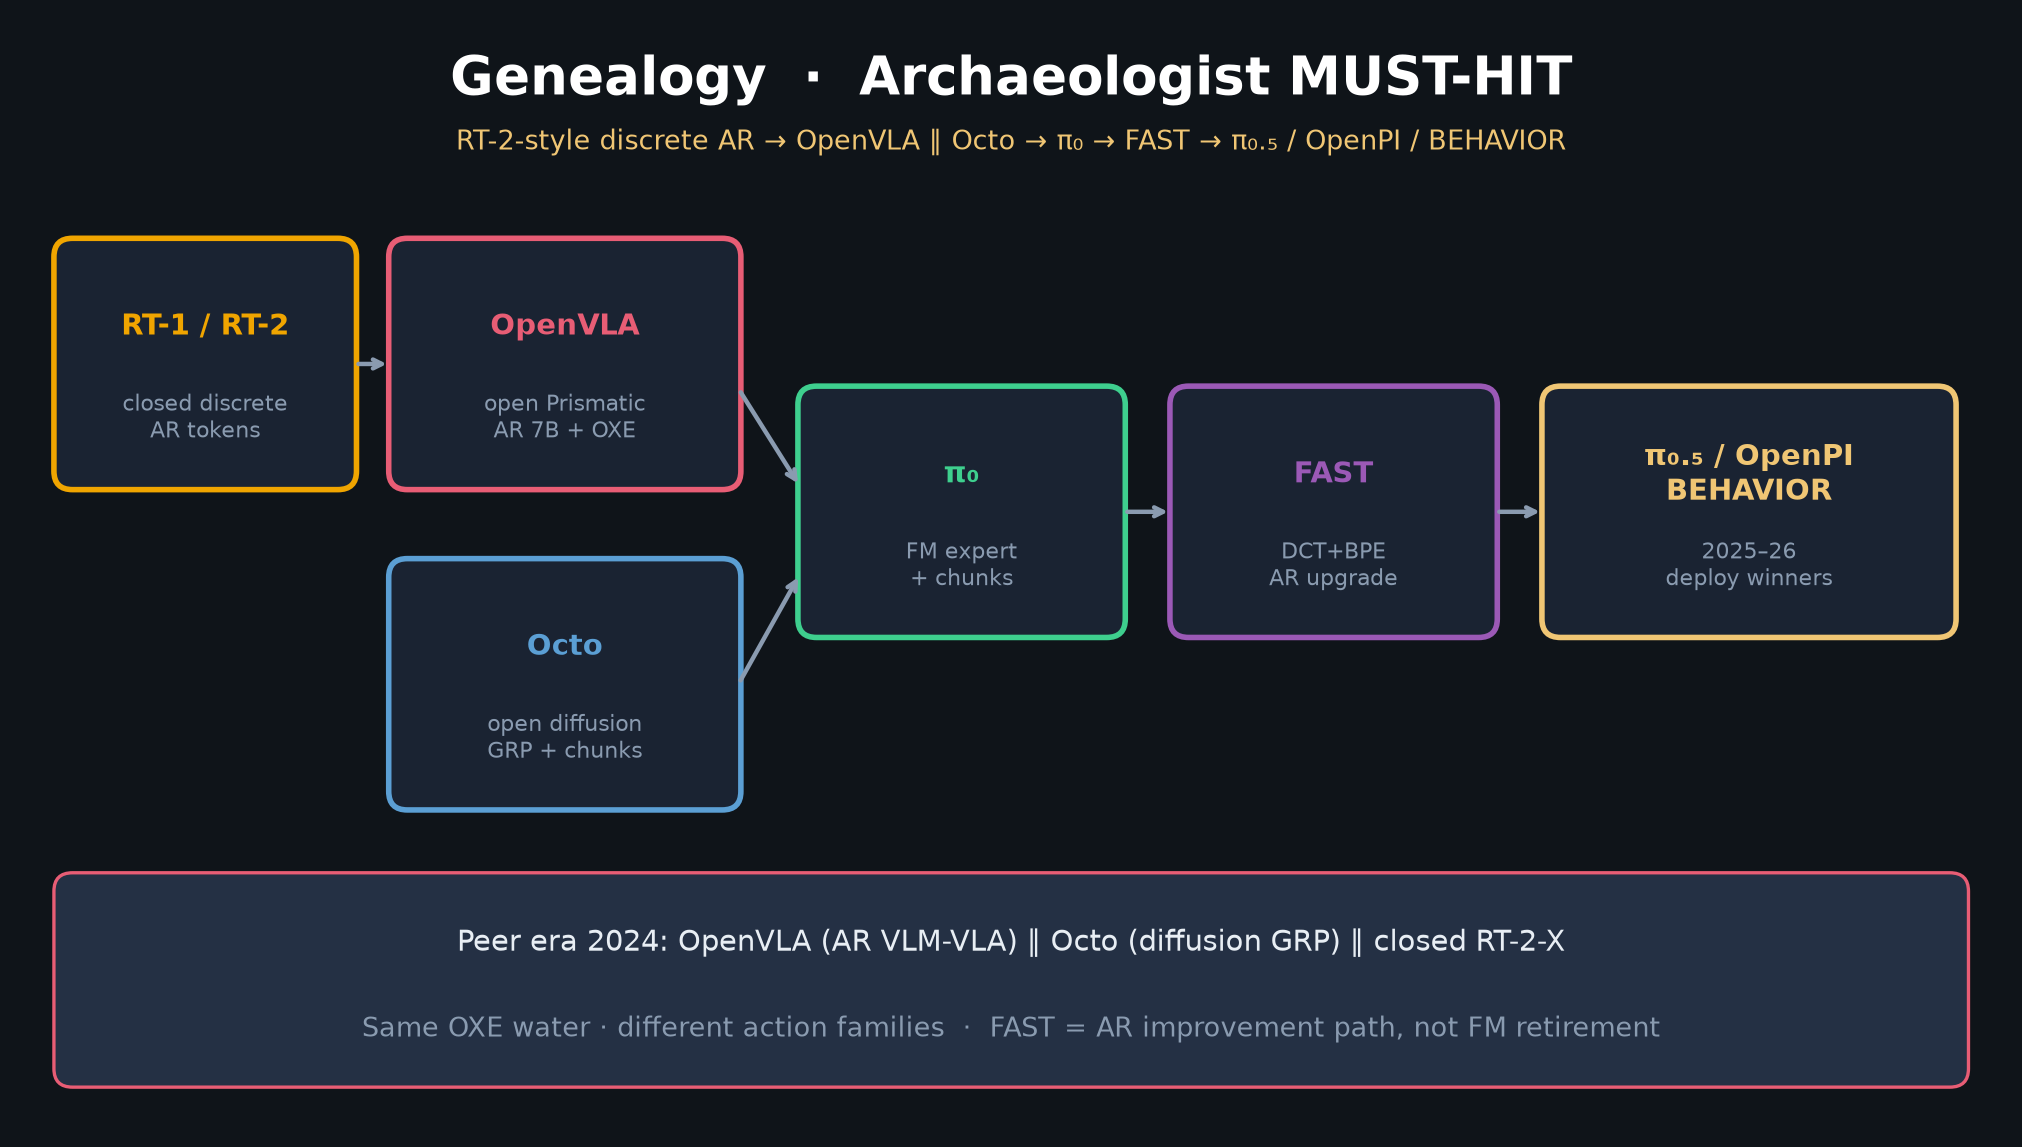 Genealogy · Archaeologist MUST-HIT
RT-2-style discrete AR → OpenVLA ∥ Octo → π₀ → FAST → π₀.₅ / OpenPI / BEHAVIOR
RT-1 / RT-2
closed discrete
AR tokens
OpenVLA
open Prismatic
AR 7B + OXE
Octo
open diffusion
GRP + chunks
π₀
FM expert
+ chunks
FAST
DCT+BPE
AR upgrade
π₀.₅ / OpenPI
BEHAVIOR
2025–26
deploy winners
Peer era 2024: OpenVLA (AR VLM-VLA) ∥ Octo (diffusion GRP) ∥ closed RT-2-X
Same OXE water · different action families · FAST = AR improvement path, not FM retirement